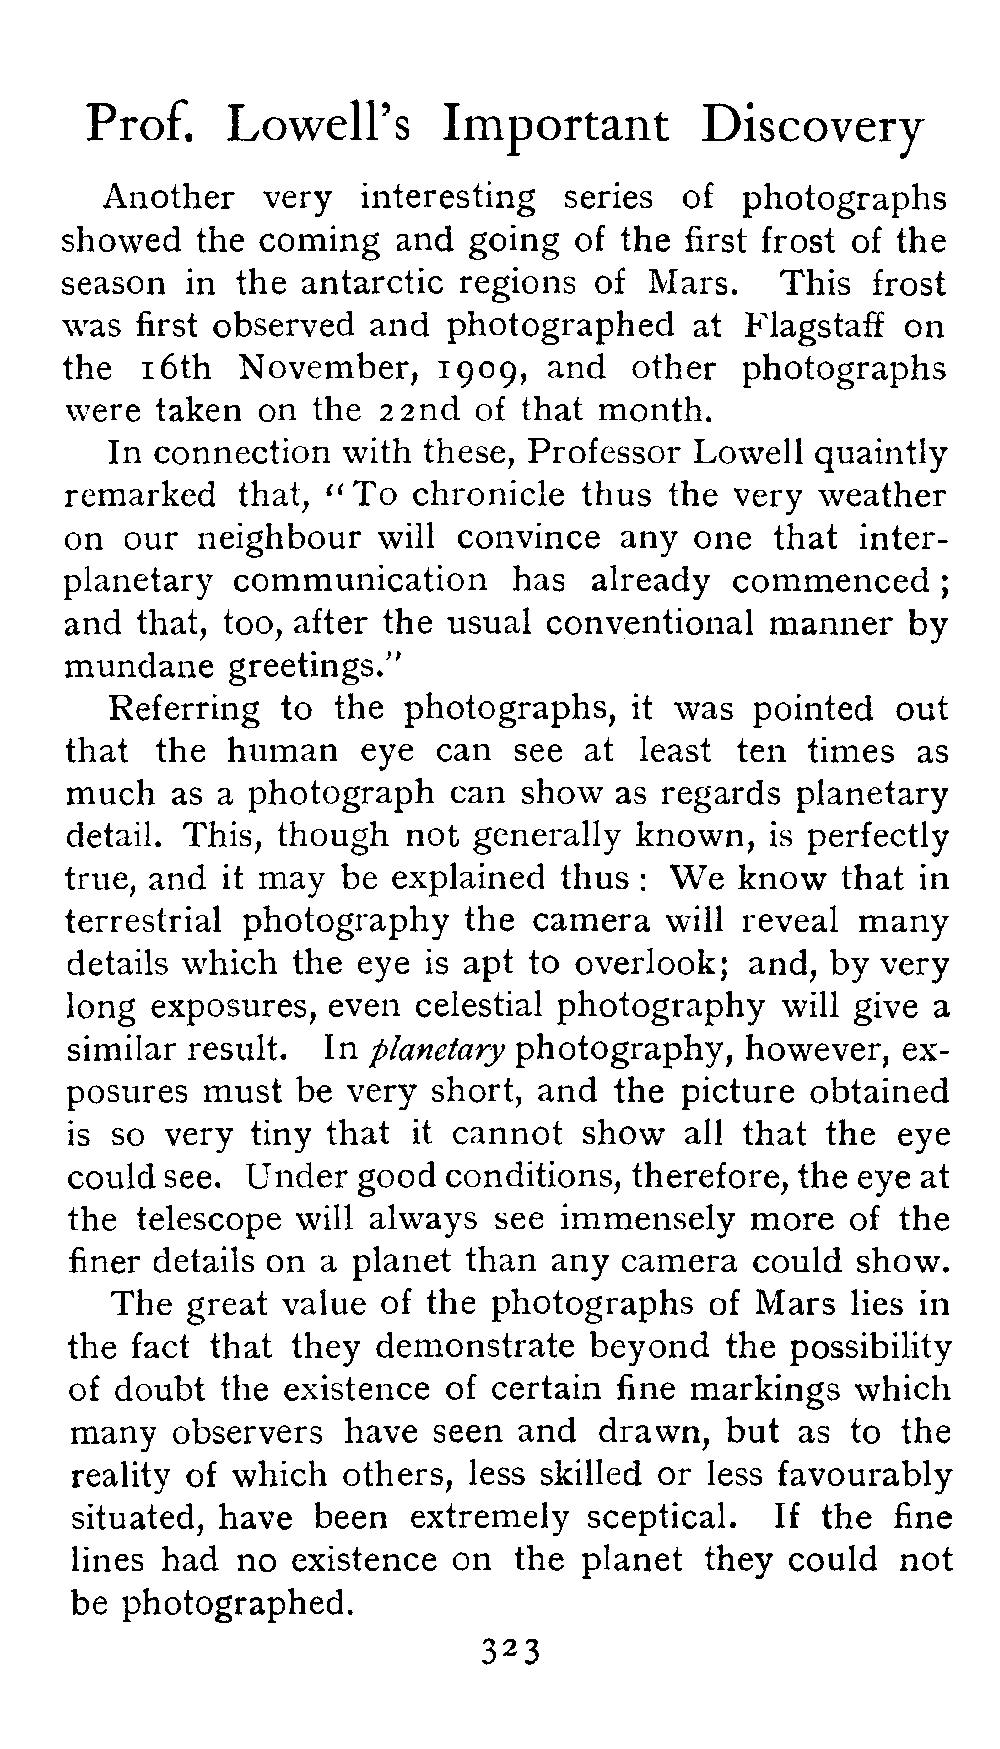 Prof. Lowell's Important Discovery
Another very interesting series of photographs
showed the coming and going of the first frost of the
season in the antarctic regions of Mars. This frost
was first observed and photographed at Flagstaff on
the 16th November, 1909, and other photographs
were taken on the 22nd of that month.
In connection with these, Professor Lowell quaintly
remarked that, "To chronicle thus the very weather
on our neighbour will convince any one that inter-
planetary communication has already commenced ;
and that, too, after the usual conventional manner by
mundane greetings."
Referring to the photographs, it was pointed out
that the human eye can see at least ten times as
much as a photograph can show as regards planetary
detail. This, though not generally known, is perfectly
true, and it may be explained thus : We know that in
terrestrial photography the camera will reveal many
details which the eye is apt to overlook; and, by very
long exposures, even celestial photography will give a
similar result. In planetary photography, however, ex-
posures must be very short, and the picture obtained
is so very tiny that it cannot show all that the eye
could see. Under good conditions, therefore, the eye at
the telescope will always see immensely more of the
finer details on a planet than any camera could show.
The great value of the photographs of Mars lies in
the fact that they demonstrate beyond the possibility
of doubt the existence of certain fine markings which
many observers have seen and drawn, but as to the
reality of which others, less skilled or less favourably
situated, have been extremely sceptical. If the fine
lines had no existence on the planet they could not
be photographed.
323